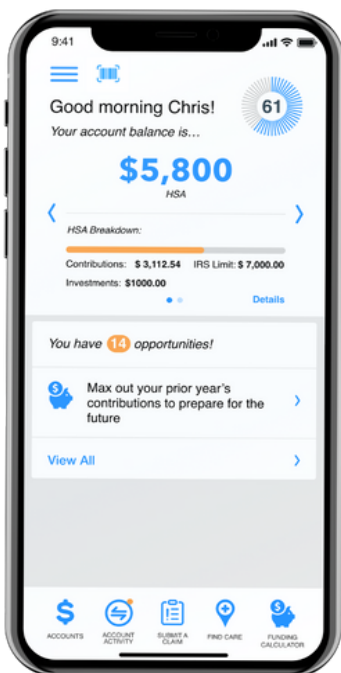 9:41
Good morning Chris!
61
Your account balance is...
$5,800
HSA
HSA Breakdown:
Contributions: $ 3,112.54 IRS Limit: $ 7,000.00
Investments: $1000.00
Details
You have 14 opportunities!
Max out your prior year's
contributions to prepare for the
future
View All
ACCOUNTS
ACCOUNT
ACTIVITY
SUBMIT A
CLAIM
FIND CARE
FUNDING
CALCULATOR